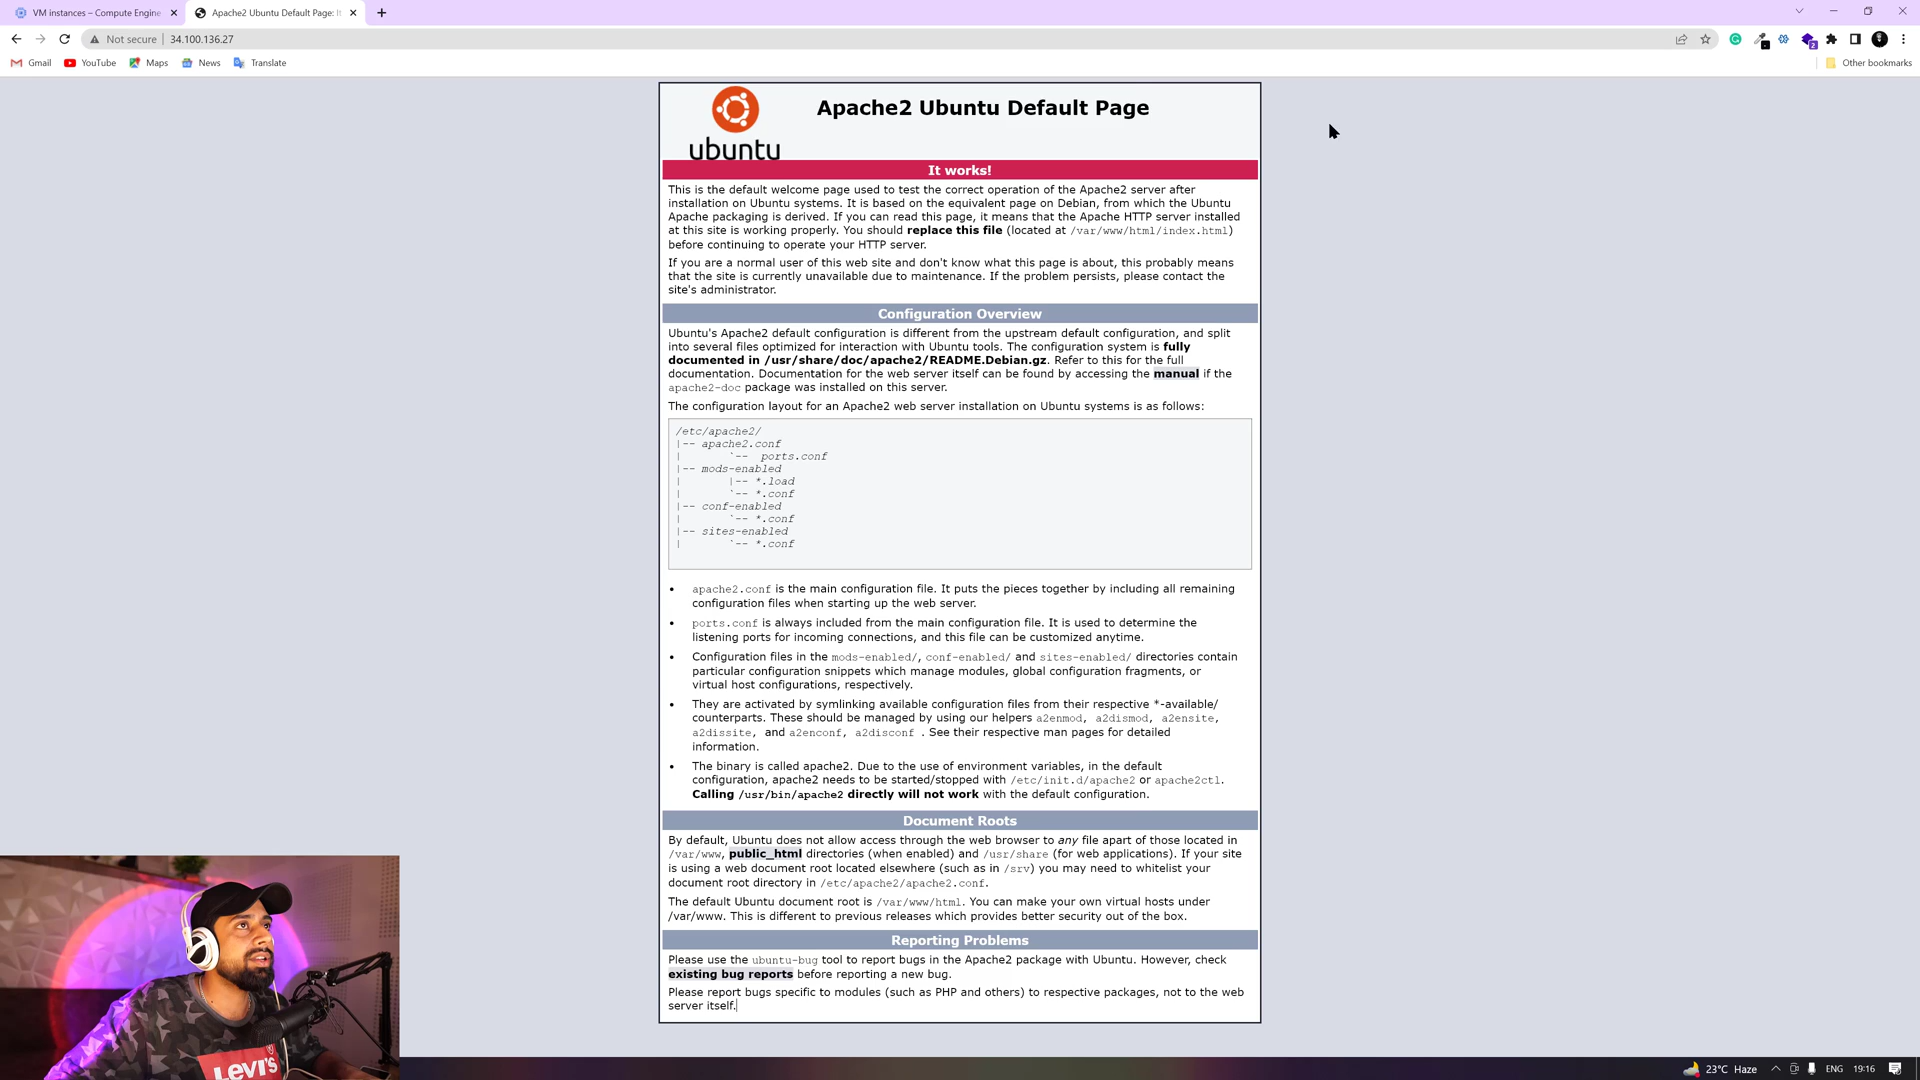 VM instances – Compute Engine
Apache2 Ubuntu Default Page: It
Not secure
34.100.136.27
Gmail
YouTube
Maps
News
Translate
Other bookmarks
ubuntu
Apache2 Ubuntu Default Page
It works!
This is the default welcome page used to test the correct operation of the Apache2 server after
installation on Ubuntu systems. It is based on the equivalent page on Debian, from which the Ubuntu
Apache packaging is derived. If you can read this page, it means that the Apache HTTP server installed
at this site is working properly. You should replace this file (located at /var/www/html/index.html)
before continuing to operate your HTTP server.
If you are a normal user of this web site and don't know what this page is about, this probably means
that the site is currently unavailable due to maintenance. If the problem persists, please contact the
site's administrator.
Configuration Overview
Ubuntu's Apache2 default configuration is different from the upstream default configuration, and split
into several files optimized for interaction with Ubuntu tools. The configuration system is fully
documented in /usr/share/doc/apache2/README.Debian.gz. Refer to this for the full
documentation. Documentation for the web server itself can be found by accessing the manual if the
apache2-doc package was installed on this server.
The configuration layout for an Apache2 web server installation on Ubuntu systems is as follows:
/etc/apache2/
|-- apache2.conf
|       `--  ports.conf
|-- mods-enabled
|       |-- *.load
|       `-- *.conf
|-- conf-enabled
|       `-- *.conf
|-- sites-enabled
|       `-- *.conf
• apache2.conf is the main configuration file. It puts the pieces together by including all remaining
configuration files when starting up the web server.
• ports.conf is always included from the main configuration file. It is used to determine the
listening ports for incoming connections, and this file can be customized anytime.
• Configuration files in the mods-enabled/, conf-enabled/ and sites-enabled/ directories contain
particular configuration snippets which manage modules, global configuration fragments, or
virtual host configurations, respectively.
• They are activated by symlinking available configuration files from their respective *-available/
counterparts. These should be managed by using our helpers a2enmod, a2dismod, a2ensite,
a2dissite, and a2enconf, a2disconf . See their respective man pages for detailed
information.
• The binary is called apache2. Due to the use of environment variables, in the default
configuration, apache2 needs to be started/stopped with /etc/init.d/apache2 or apache2ctl.
Calling /usr/bin/apache2 directly will not work with the default configuration.
Document Roots
By default, Ubuntu does not allow access through the web browser to any file apart of those located in
/var/www, public_html directories (when enabled) and /usr/share (for web applications). If your site
is using a web document root located elsewhere (such as in /srv) you may need to whitelist your
document root directory in /etc/apache2/apache2.conf.
The default Ubuntu document root is /var/www/html. You can make your own virtual hosts under
/var/www. This is different to previous releases which provides better security out of the box.
Reporting Problems
Please use the ubuntu-bug tool to report bugs in the Apache2 package with Ubuntu. However, check
existing bug reports before reporting a new bug.
Please report bugs specific to modules (such as PHP and others) to respective packages, not to the web
server itself.
LEVI'S
23°C Haze
ENG
19:16